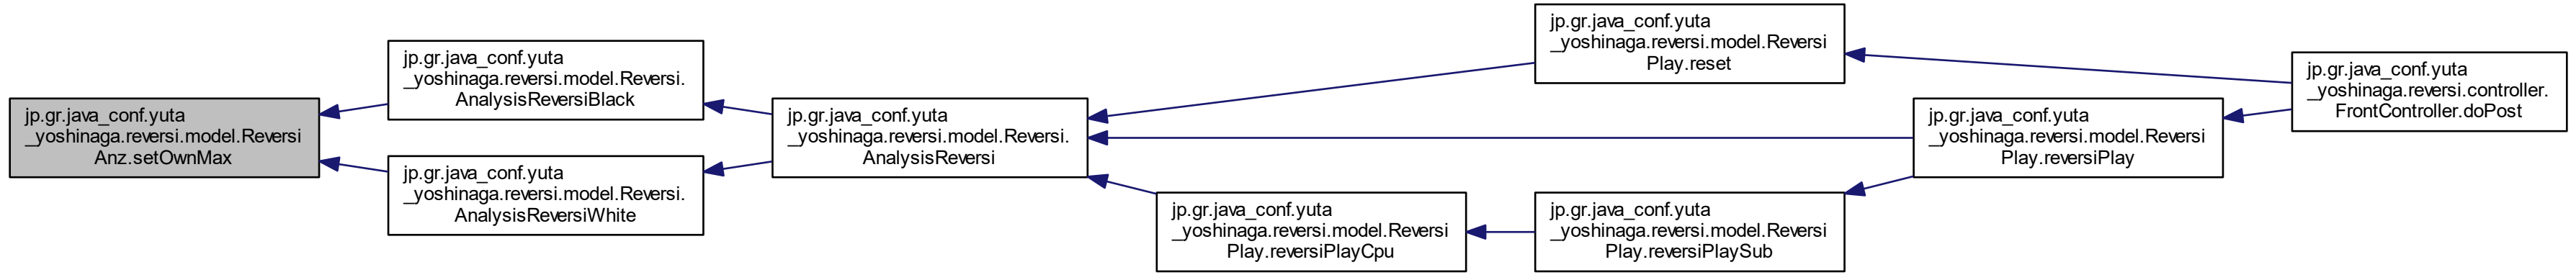 jp.gr.java_conf.yuta
_yoshinaga.reversi.model.Reversi
Anz.setOwnMax
jp.gr.java_conf.yuta
_yoshinaga.reversi.model.Reversi.
AnalysisReversiBlack
jp.gr.java_conf.yuta
_yoshinaga.reversi.model.Reversi.
AnalysisReversiWhite
jp.gr.java_conf.yuta
_yoshinaga.reversi.model.Reversi.
AnalysisReversi
jp.gr.java_conf.yuta
_yoshinaga.reversi.model.Reversi
Play.reset
jp.gr.java_conf.yuta
_yoshinaga.reversi.model.Reversi
Play.reversiPlayCpu
jp.gr.java_conf.yuta
_yoshinaga.reversi.model.Reversi
Play.reversiPlaySub
jp.gr.java_conf.yuta
_yoshinaga.reversi.model.Reversi
Play.reversiPlay
jp.gr.java_conf.yuta
_yoshinaga.reversi.controller.
FrontController.doPost